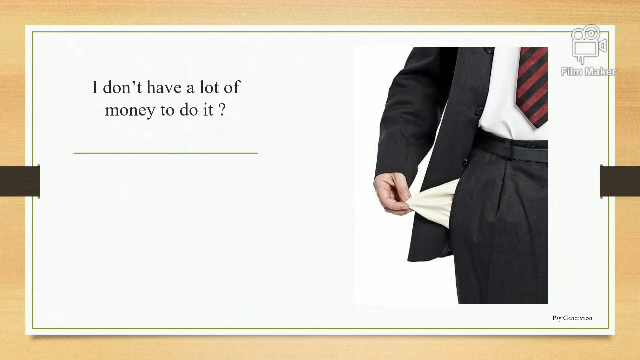 I don't have a lot of
money to do it ?
Film Maker